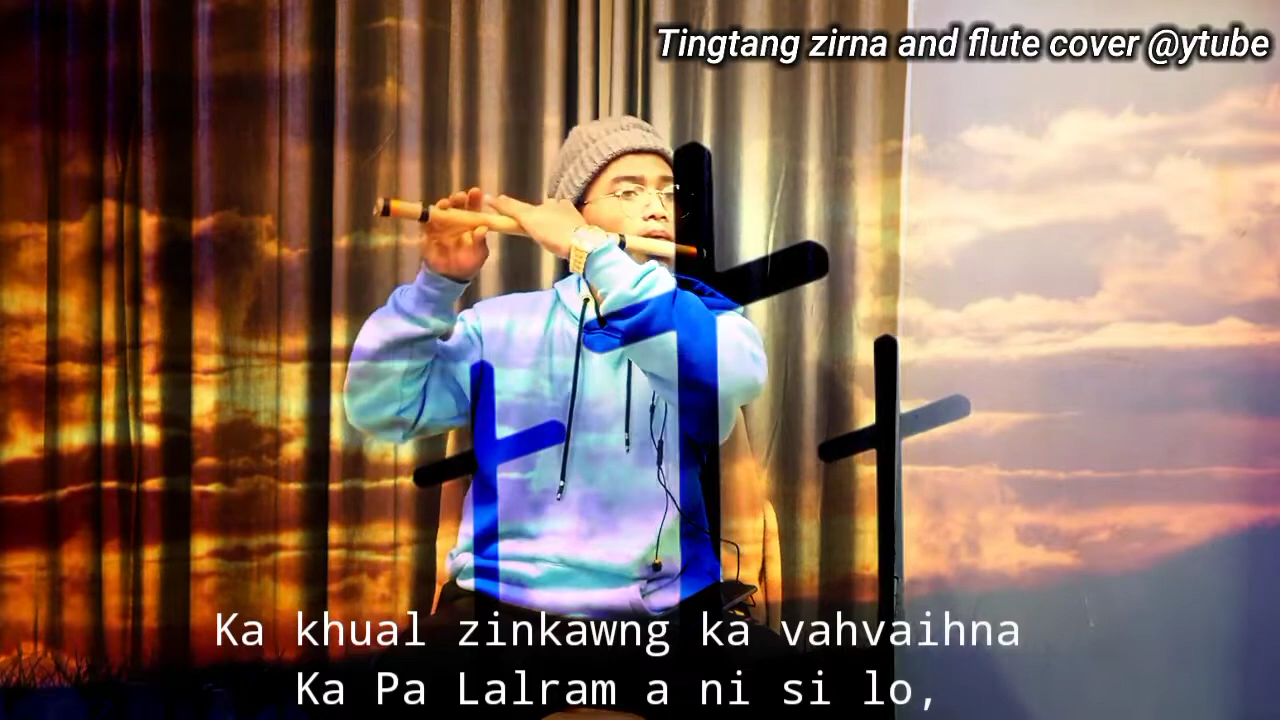 Tingtang zirna and flute cover @ytube
Ka khual zinkawng ka vahvaihna
Ka Pa Lalram a ni si lo,